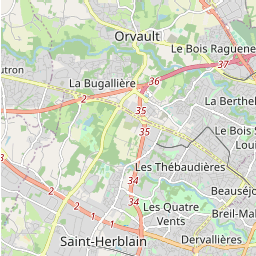 Orvault
Le Bois Raguene
37
utron
La Bugallière
36
2
La Berthel
35
35
Le Bois S
Loui
Les Thébaudières
34
Beauséjo
34
2
2
1
1
Les Quatre
Vents
Breil-Mal
Saint-Herblain
Dervallières